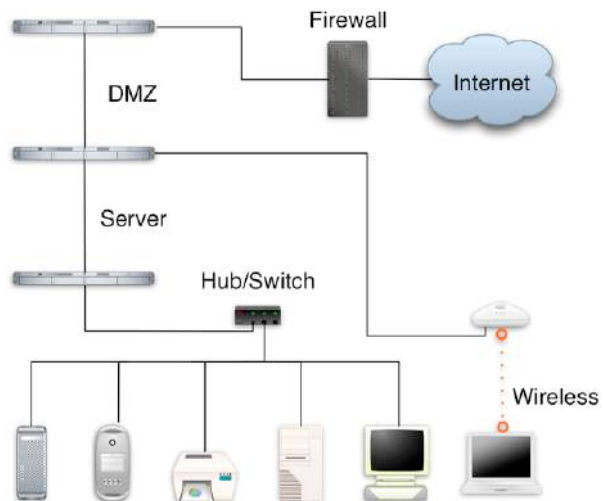 Firewall
Internet
DMZ
Server
Hub/Switch
Wireless